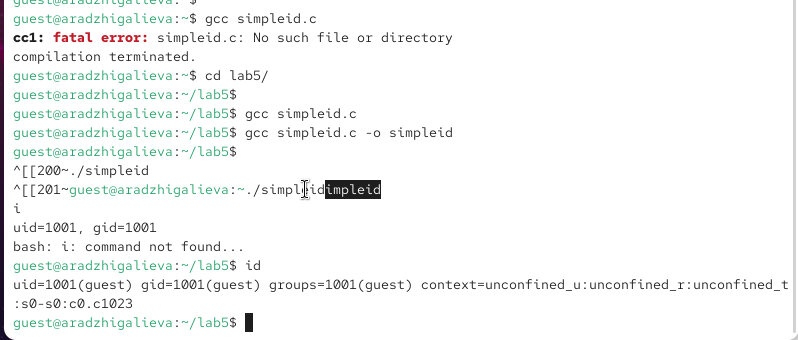 guest@aradzhigalieva:~$
guest@aradzhigalieva:~$ gcc simpleid.c
cc1: fatal error: simpleid.c: No such file or directory
compilation terminated.
guest@aradzhigalieva:~$ cd lab5/
guest@aradzhigalieva:~/lab5$
guest@aradzhigalieva:~/lab5$ gcc simpleid.c
guest@aradzhigalieva:~/lab5$ gcc simpleid.c -o simpleid
guest@aradzhigalieva:~/lab5$
^[[200~./simpleid
^[[201~guest@aradzhigalieva:~./simpleidimpleid
i
uid=1001, gid=1001
bash: i: command not found...
guest@aradzhigalieva:~/lab5$ id
uid=1001(guest) gid=1001(guest) groups=1001(guest) context=unconfined_u:unconfined_r:unconfined_t
:s0-s0:c0.c1023
guest@aradzhigalieva:~/lab5$